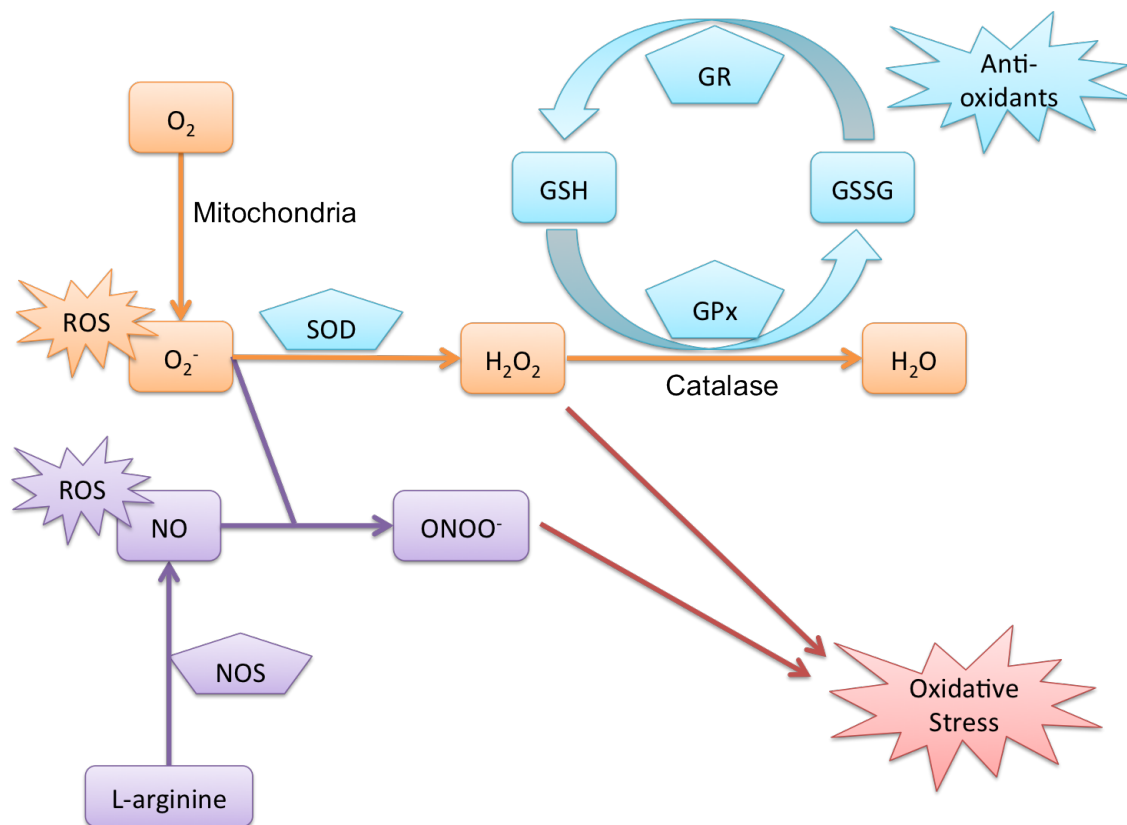 GR
Anti-
oxidants
O₂
GSH
GSSG
Mitochondria
ROS
SOD
GPx
O₂⁻
H₂O₂
H₂O
Catalase
ROS
NO
ONOO⁻
NOS
Oxidative
Stress
L-arginine